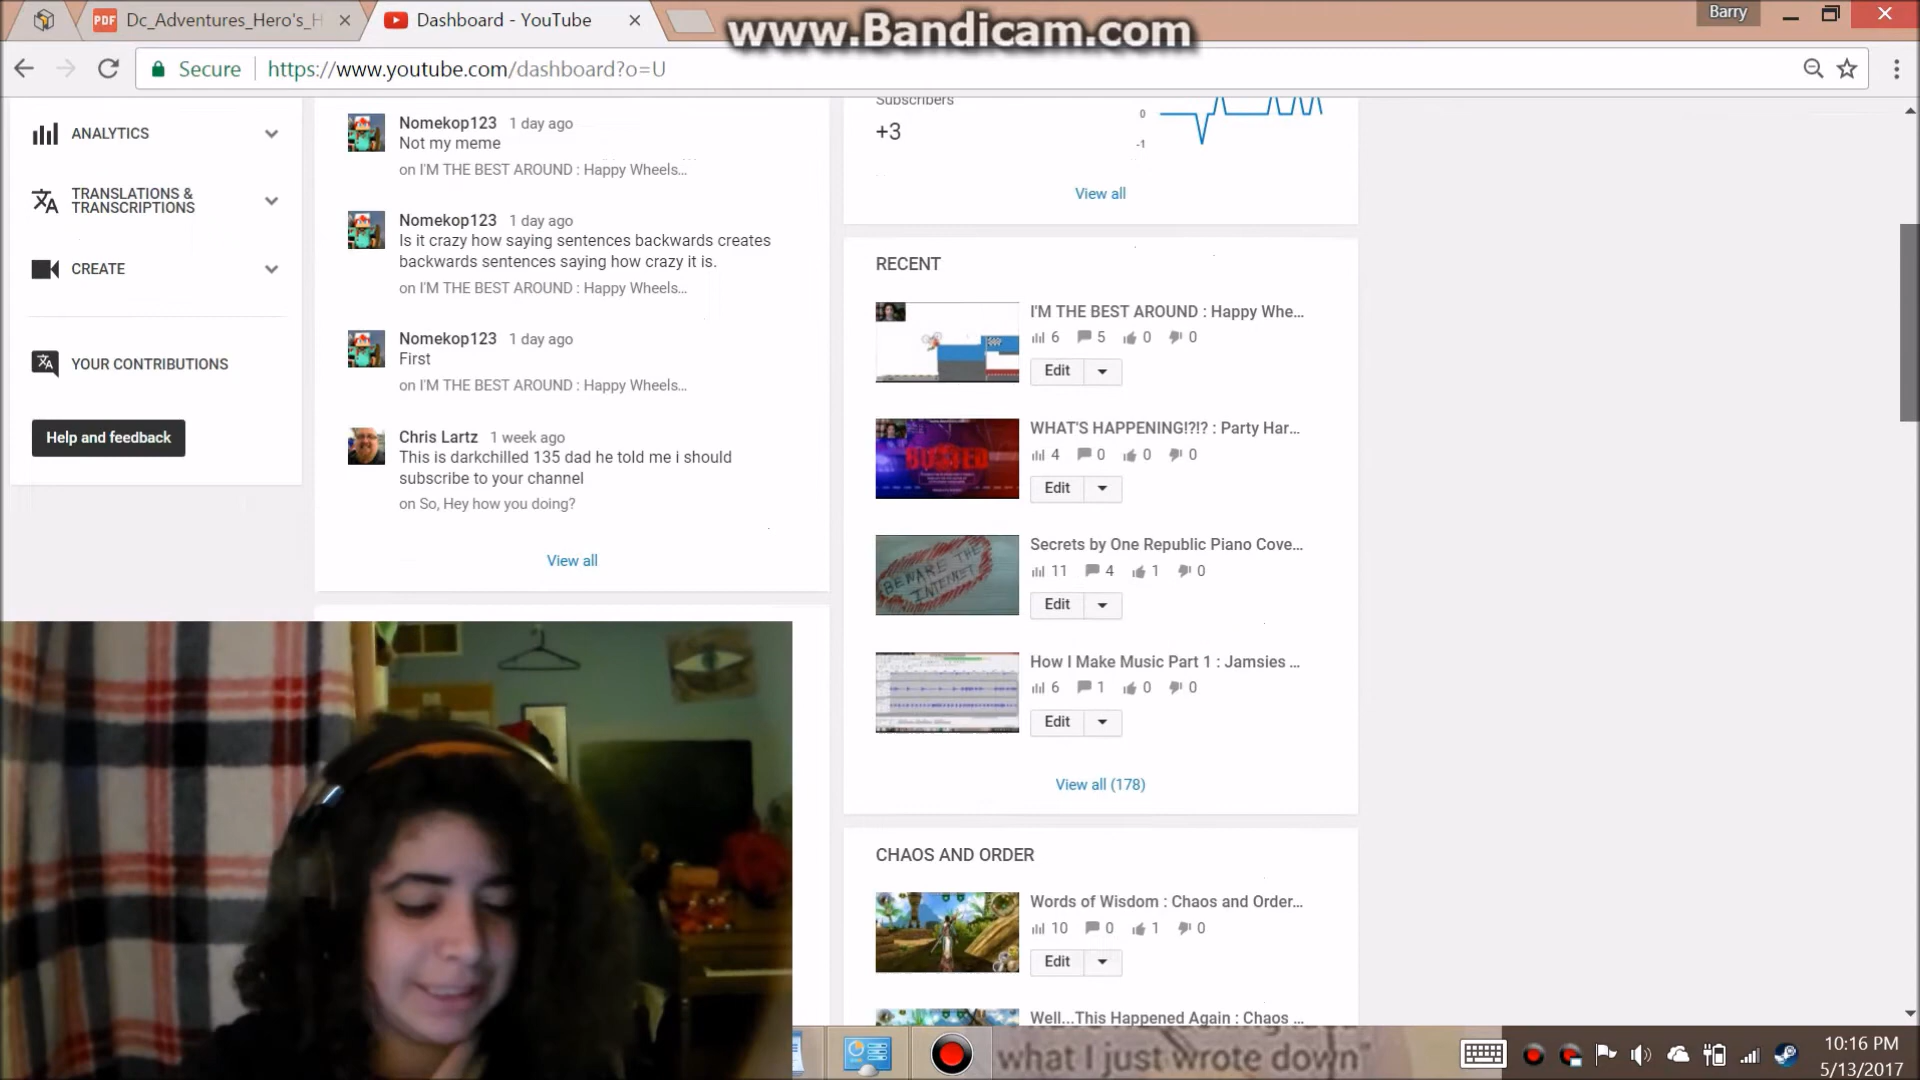 Dc_Adventures_Hero's_H
Dashboard - YouTube
www.Bandicam.com
Barry
Secure
https://www.youtube.com/dashboard?o=U
ANALYTICS
TRANSLATIONS &
TRANSCRIPTIONS
CREATE
YOUR CONTRIBUTIONS
Help and feedback
Nomekop123 1 day ago
Not my meme
on I'M THE BEST AROUND : Happy Wheels...
Nomekop123 1 day ago
Is it crazy how saying sentences backwards creates
backwards sentences saying how crazy it is.
on I'M THE BEST AROUND : Happy Wheels...
Nomekop123 1 day ago
First
on I'M THE BEST AROUND : Happy Wheels...
Chris Lartz 1 week ago
This is darkchilled 135 dad he told me i should
subscribe to your channel
on So, Hey how you doing?
View all
Subscribers
+3
0
-1
View all
RECENT
I'M THE BEST AROUND : Happy Whe...
6 5 0 0
Edit
WHAT'S HAPPENING!?!? : Party Har...
4 0 0 0
Edit
BUSTED
Secrets by One Republic Piano Cove...
11 4 1 0
Edit
BEWARE THE
INTERNET
How I Make Music Part 1 : Jamsies ...
6 1 0 0
Edit
View all (178)
CHAOS AND ORDER
Words of Wisdom : Chaos and Order...
10 0 1 0
Edit
Well...This Happened Again : Chaos ...
what I just wrote down"
10:16 PM
5/13/2017